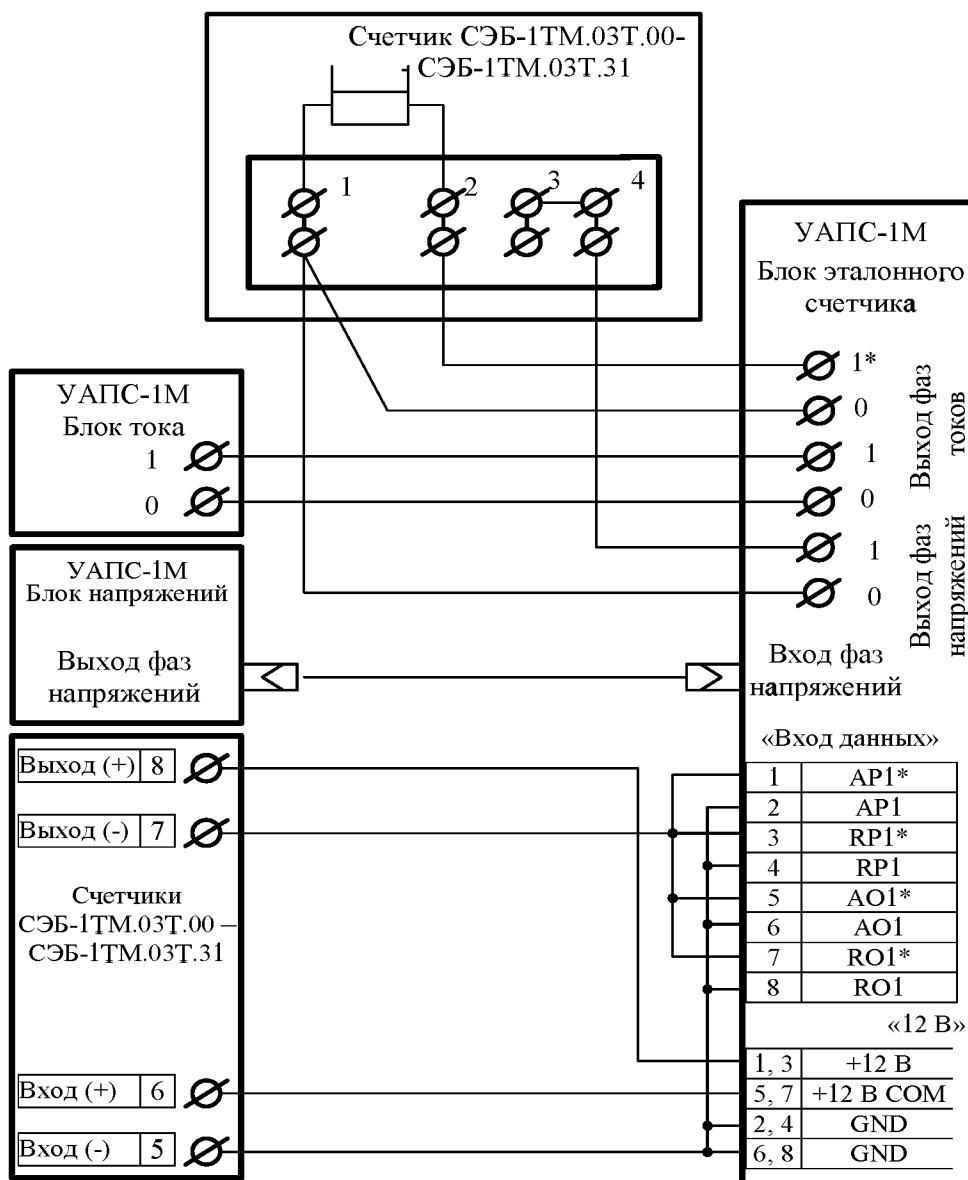 Счетчик СЭБ-1ТМ.03Т.00-
СЭБ-1ТМ.03Т.31
1
2
3
4
УАПС-1М
Блок эталонного
счетчика
1*
0
1
0
1
0
Выход фаз
токов
Выход фаз
напряжений
УАПС-1М
Блок тока
1
0
УАПС-1М
Блок напряжений
Выход фаз
напряжений
Вход фаз
напряжений
«Вход данных»
1 AP1*
2 AP1
3 RP1*
4 RP1
5 AO1*
6 AO1
7 RO1*
8 RO1
«12 В»
1, 3 +12 В
5, 7 +12 В COM
2, 4 GND
6, 8 GND
Выход (+) 8
Выход (-) 7
Счетчики
СЭБ-1ТМ.03Т.00 –
СЭБ-1ТМ.03Т.31
Вход (+) 6
Вход (-) 5